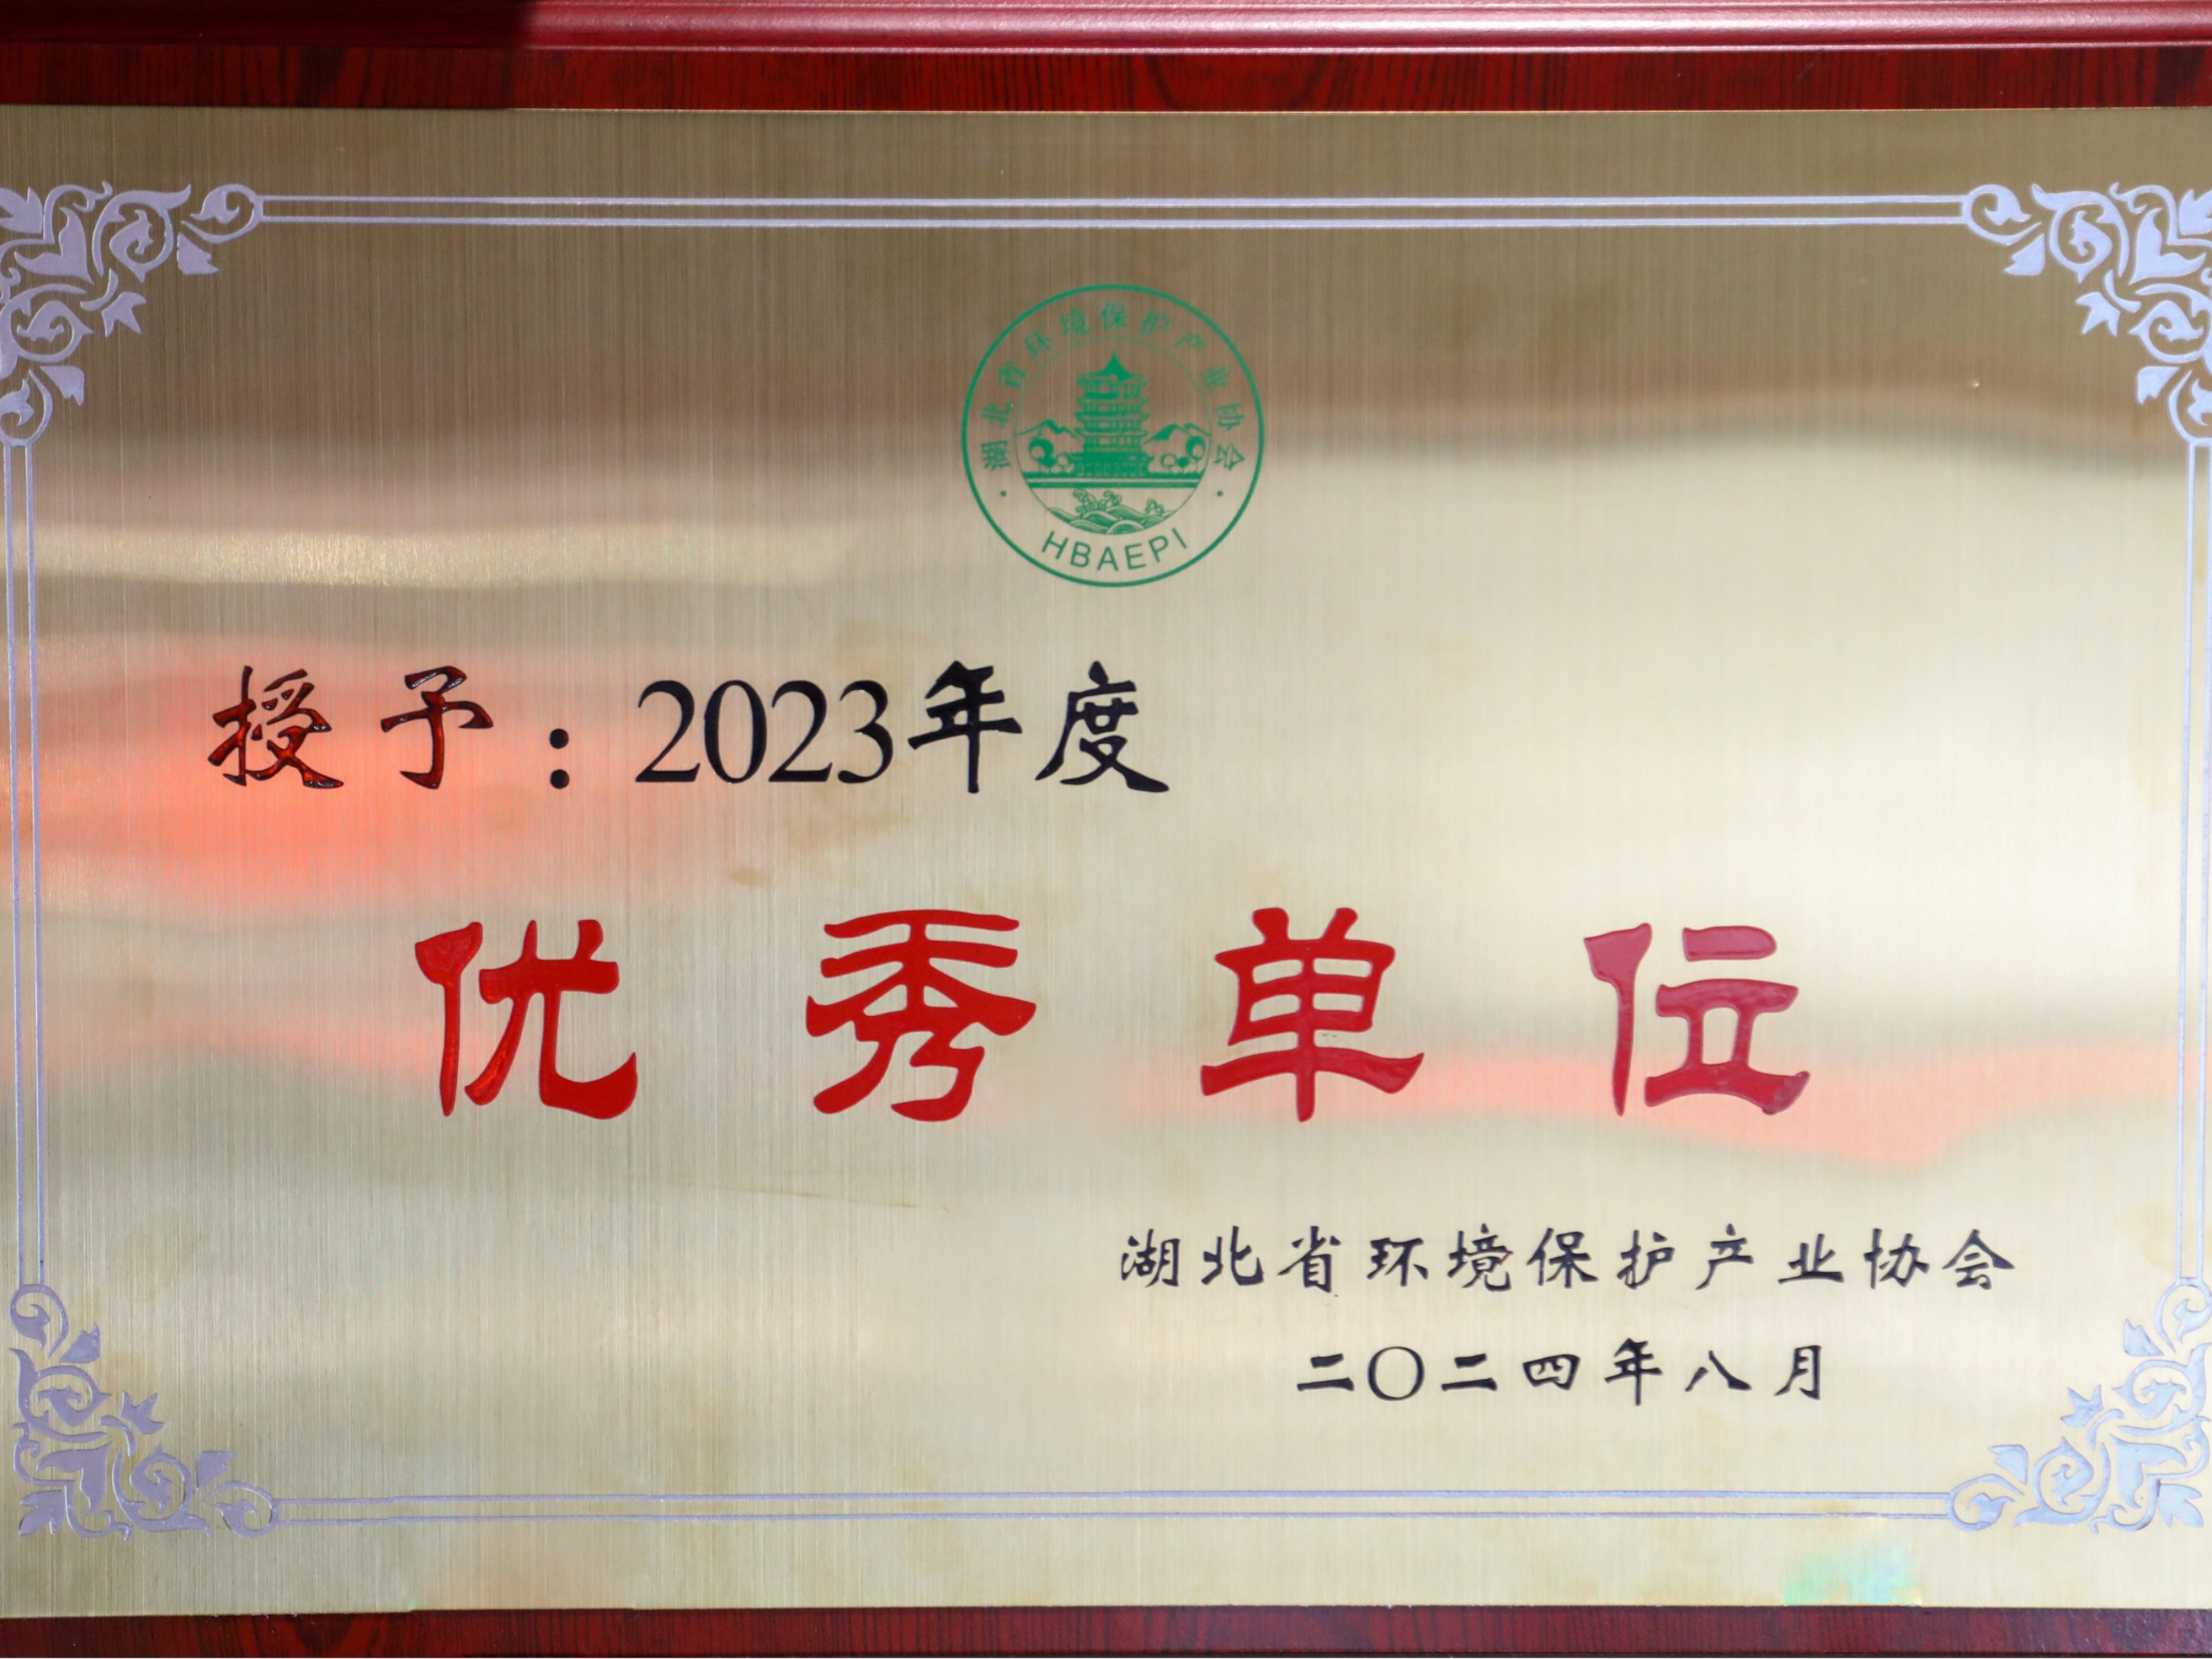 湖北省环境保护产业协会
HBAEPI
授予：2023年度
优秀单位
湖北省环境保护产业协会
二〇二四年八月